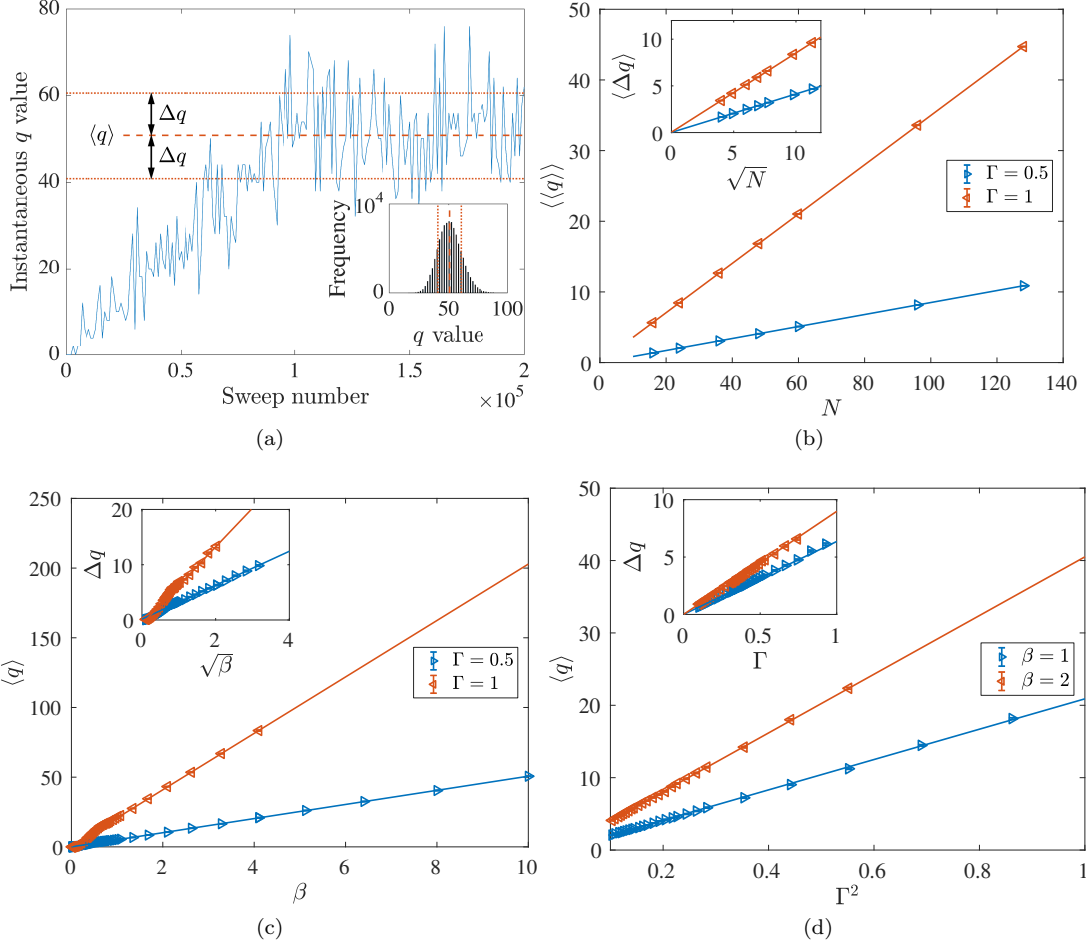 80
60
40
20
0
Instantaneous q value
⟨q⟩
Δq
Δq
10^4
0
Frequency
0 50 100
q value
0 0.5 1 1.5 2
Sweep number
×10^5
(a)
50
40
30
20
10
0
⟨⟨q⟩⟩
10
5
0
⟨Δq⟩
0 5 10
√N
Γ = 0.5
Γ = 1
0 20 40 60 80 100 120 140
N
(b)
250
200
150
100
50
0
⟨q⟩
20
10
0
Δq
0 2 4
√β
Γ = 0.5
Γ = 1
0 2 4 6 8 10
β
(c)
50
40
30
20
10
0
⟨q⟩
10
5
0
Δq
0 0.5 1
Γ
β = 1
β = 2
0.2 0.4 0.6 0.8 1
Γ²
(d)